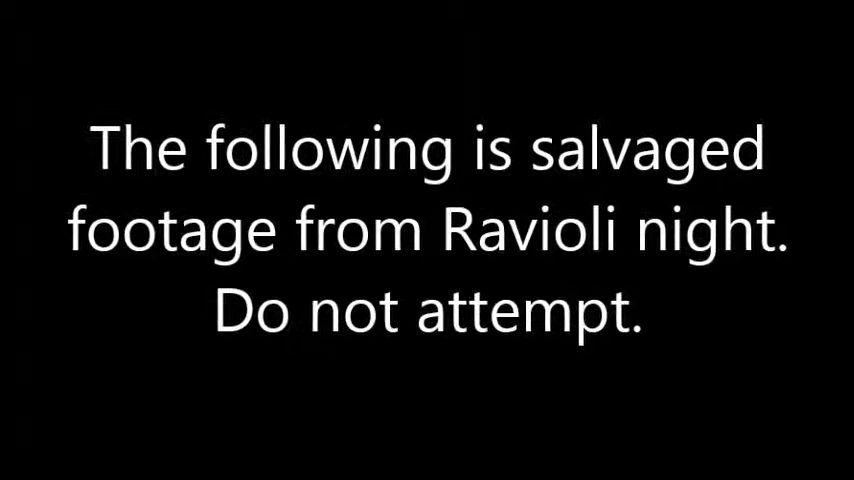 The following is salvaged
footage from Ravioli night.
Do not attempt.